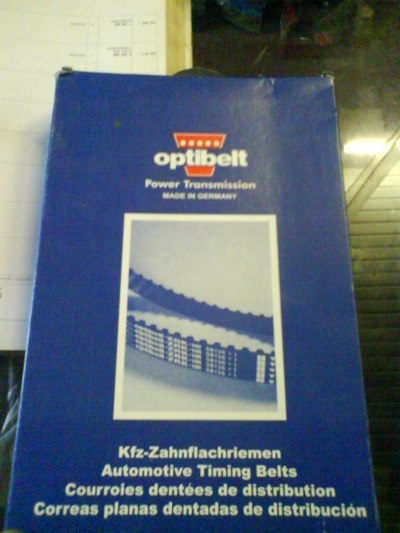 optibelt
Power Transmission
MADE IN GERMANY
Kfz-Zahnflachriemen
Automotive Timing Belts
Courroies dentées de distribution
Correas planas dentadas de distribución